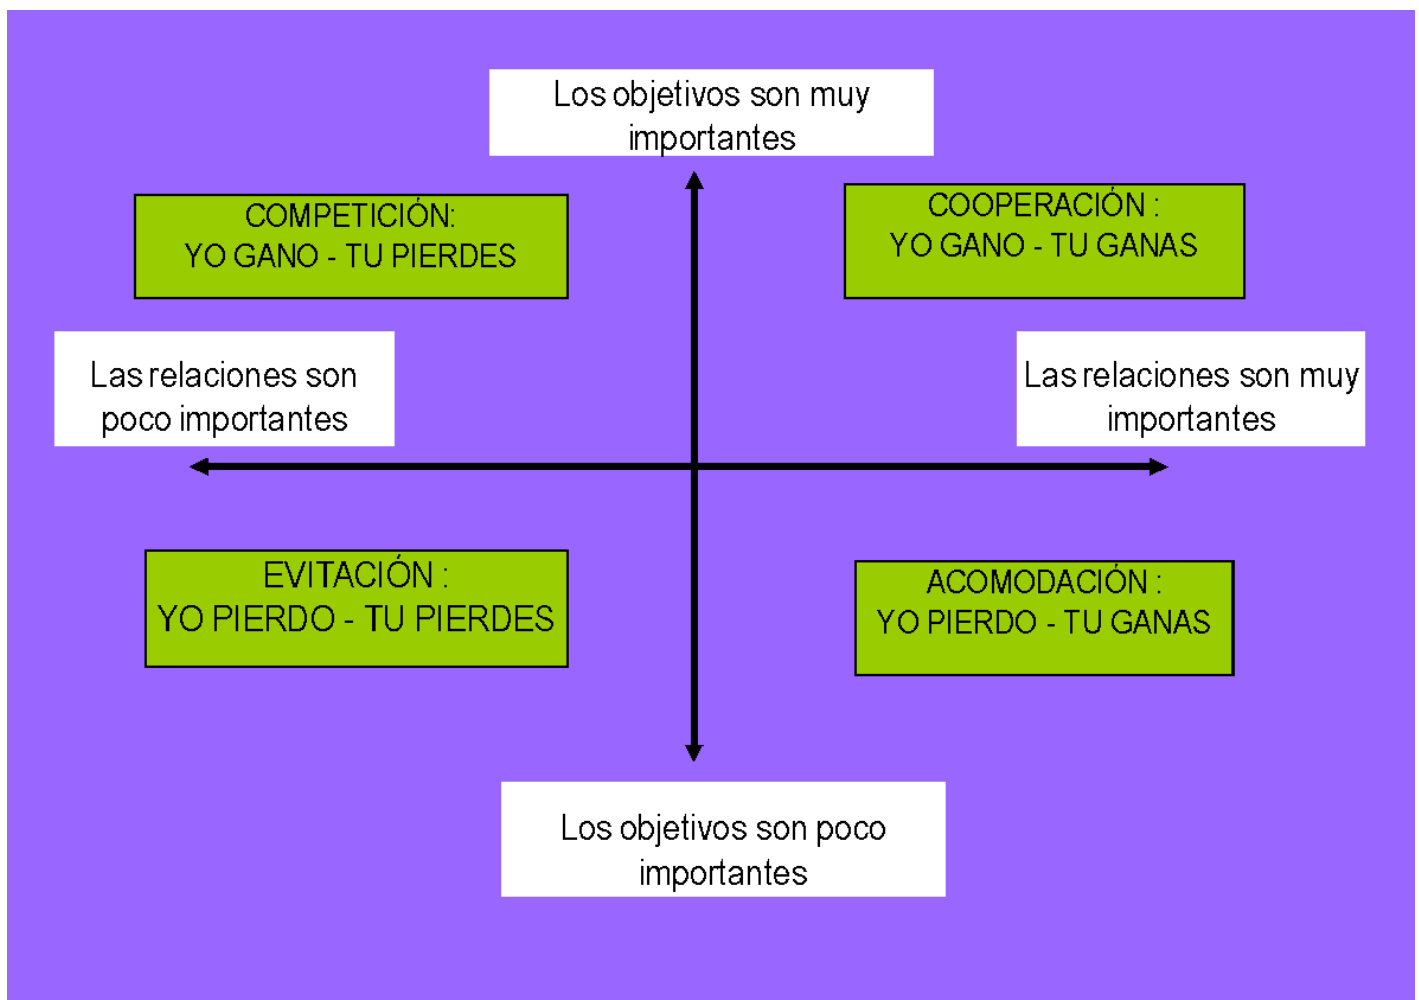 Los objetivos son muy
importantes
COMPETICIÓN:
YO GANO - TU PIERDES
COOPERACIÓN :
YO GANO - TU GANAS
Las relaciones son
poco importantes
Las relaciones son muy
importantes
EVITACIÓN :
YO PIERDO - TU PIERDES
ACOMODACIÓN :
YO PIERDO - TU GANAS
Los objetivos son poco
importantes